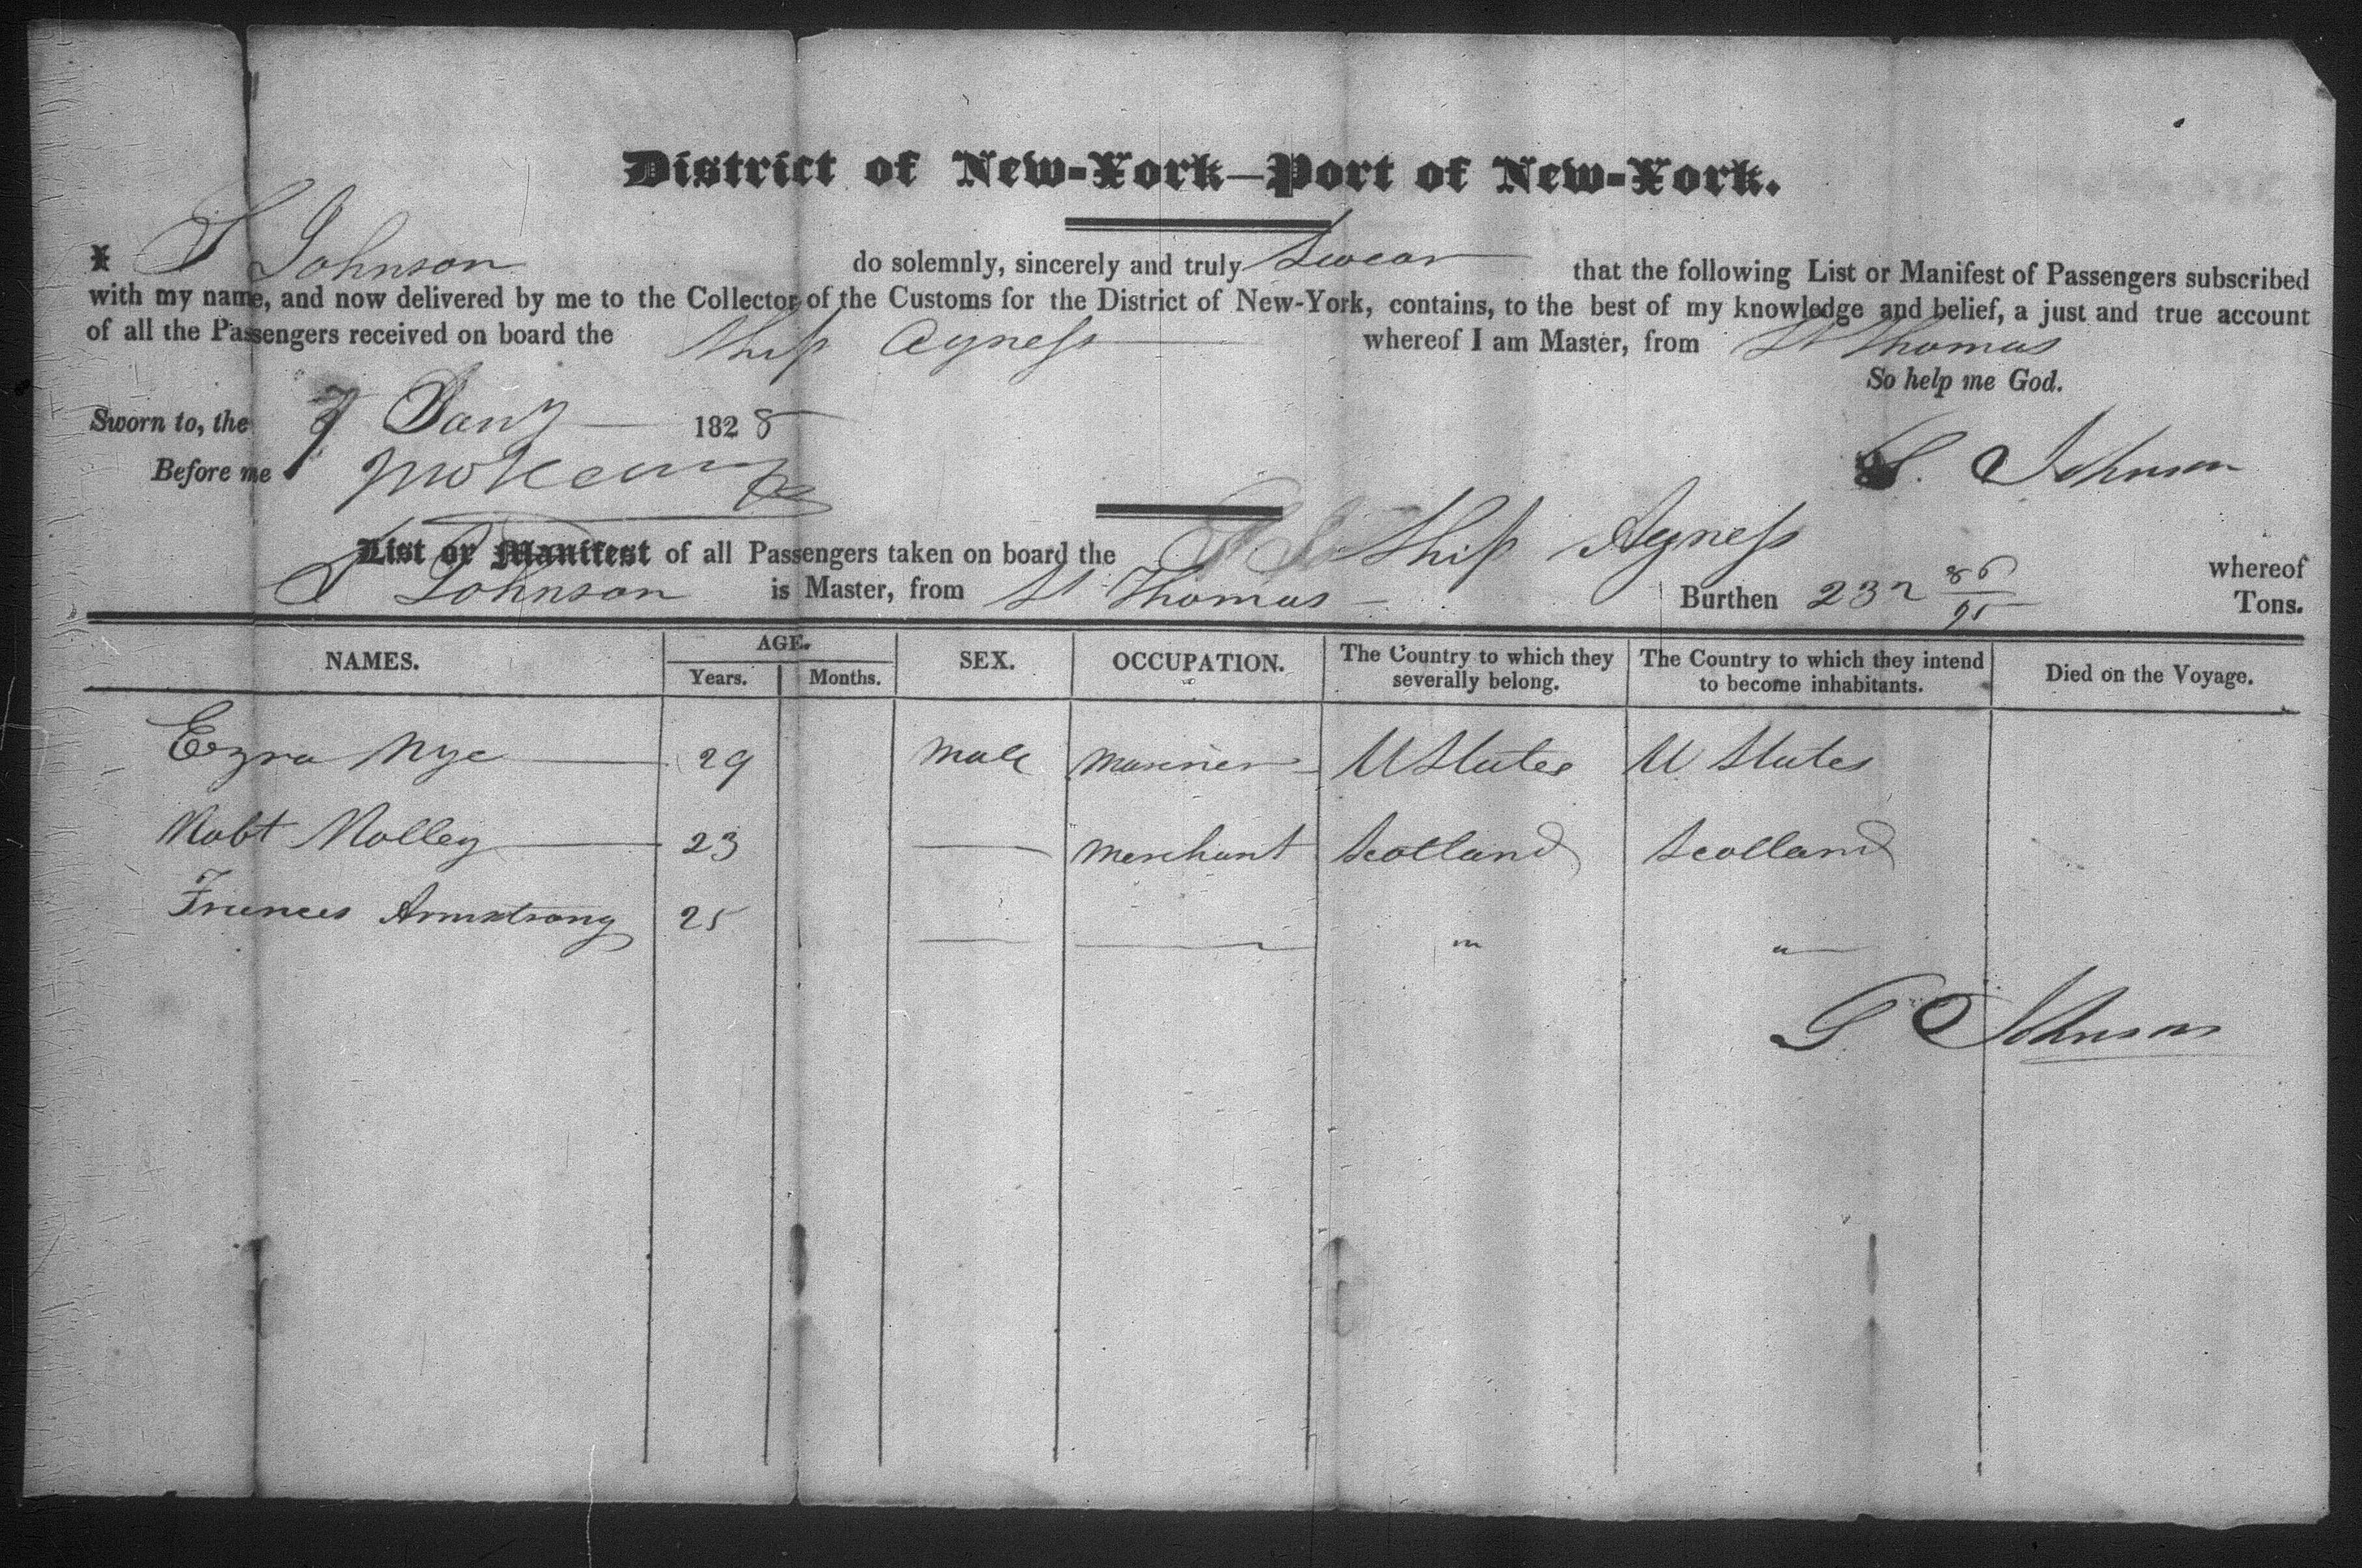 District of New-York—Port of New-York.
I S Johnson do solemnly, sincerely and truly Swear that the following List or Manifest of Passengers subscribed
with my name, and now delivered by me to the Collector of the Customs for the District of New-York, contains, to the best of my knowledge and belief, a just and true account
of all the Passengers received on board the Ship Agness whereof I am Master, from St Thomas
So help me God.
Sworn to, the 7 Jany 1828
Before me
S. Johnson
List or Manifest of all Passengers taken on board the Ship Agness whereof
S Johnson is Master, from St Thomas Burthen 232 86/95 Tons.
NAMES. AGE. Years. Months. SEX. OCCUPATION. The Country to which they severally belong. The Country to which they intend to become inhabitants. Died on the Voyage.
Ezra Nye 29 Male Mariner U States U States
Robt Molley 23 — Merchant Scotland Scotland
Frances Armstrong 25 — — " "
S. Johnson